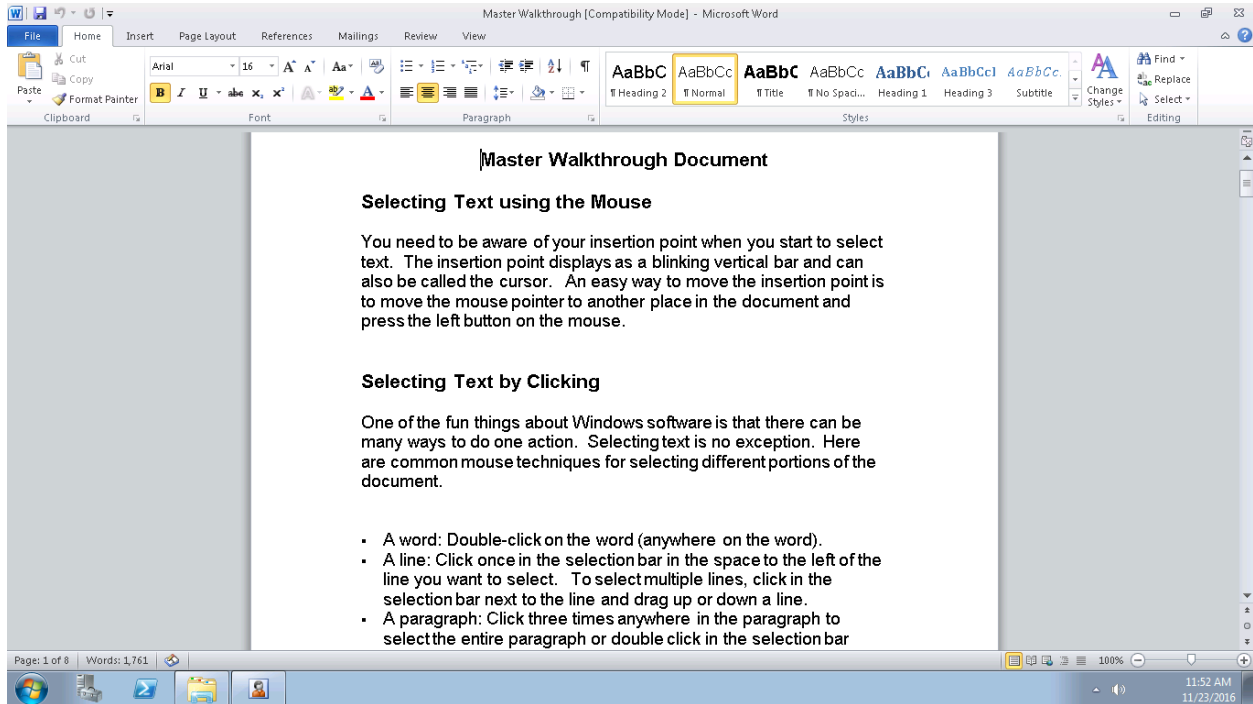 Master Walkthrough [Compatibility Mode] - Microsoft Word
File Home Insert Page Layout References Mailings Review View
Paste
Cut
Copy
Format Painter
Clipboard
Arial 16 A A Aa
B I U abc x₂ x² A ab A
Font
Paragraph
AaBbC AaBbCc AaBbC AaBbCc AaBbC AaBbCcI AaBbCc.
¶ Heading 2 ¶ Normal ¶ Title ¶ No Spaci... Heading 1 Heading 3 Subtitle
Styles
Change
Styles
Find
Replace
Select
Editing
Master Walkthrough Document
Selecting Text using the Mouse
You need to be aware of your insertion point when you start to select
text. The insertion point displays as a blinking vertical bar and can
also be called the cursor. An easy way to move the insertion point is
to move the mouse pointer to another place in the document and
press the left button on the mouse.
Selecting Text by Clicking
One of the fun things about Windows software is that there can be
many ways to do one action. Selecting text is no exception. Here
are common mouse techniques for selecting different portions of the
document.
▪ A word: Double-click on the word (anywhere on the word).
▪ A line: Click once in the selection bar in the space to the left of the
line you want to select. To select multiple lines, click in the
selection bar next to the line and drag up or down a line.
▪ A paragraph: Click three times anywhere in the paragraph to
select the entire paragraph or double click in the selection bar
Page: 1 of 8 Words: 1,761 100%
11:52 AM
11/23/2016